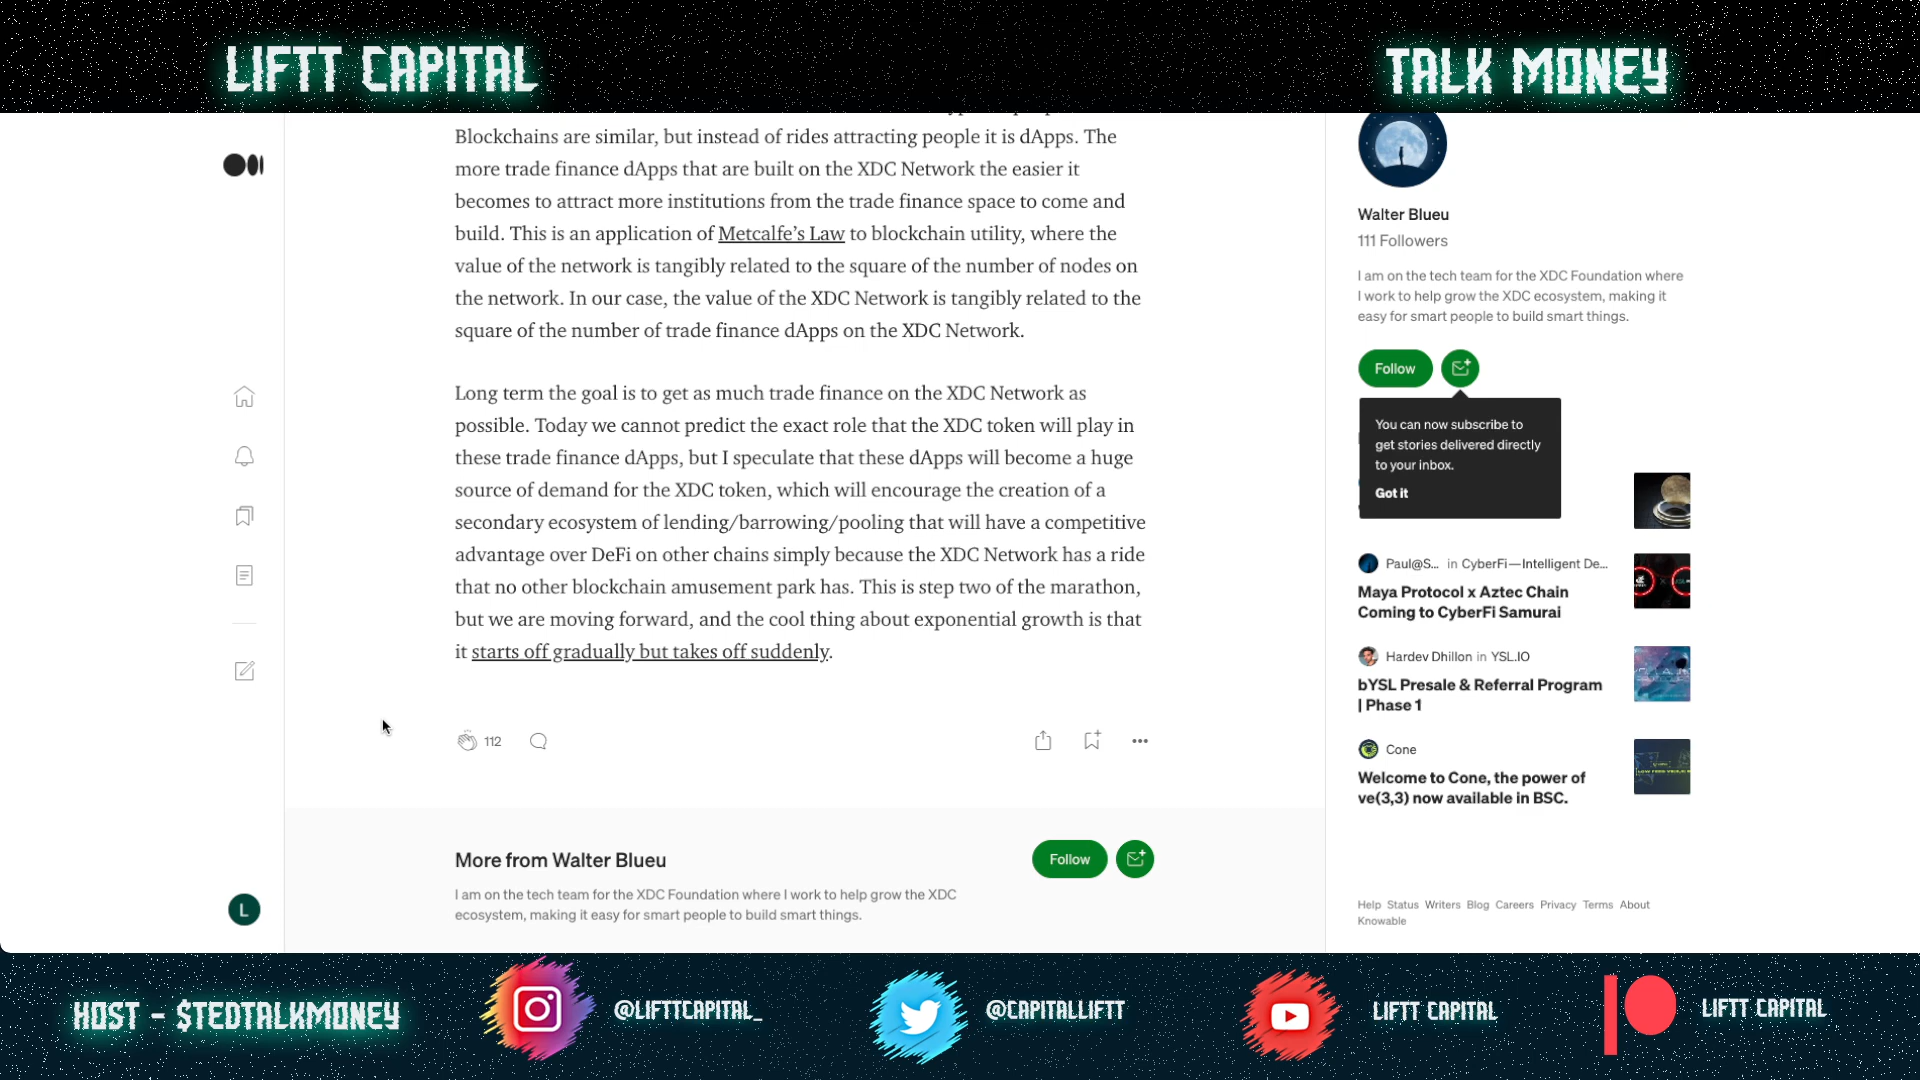 LIFTT CAPITAL
TALK MONEY
Blockchains are similar, but instead of rides attracting people it is dApps. The
more trade finance dApps that are built on the XDC Network the easier it
becomes to attract more institutions from the trade finance space to come and
build. This is an application of Metcalfe's Law to blockchain utility, where the
value of the network is tangibly related to the square of the number of nodes on
the network. In our case, the value of the XDC Network is tangibly related to the
square of the number of trade finance dApps on the XDC Network.
Long term the goal is to get as much trade finance on the XDC Network as
possible. Today we cannot predict the exact role that the XDC token will play in
these trade finance dApps, but I speculate that these dApps will become a huge
source of demand for the XDC token, which will encourage the creation of a
secondary ecosystem of lending/barrowing/pooling that will have a competitive
advantage over DeFi on other chains simply because the XDC Network has a ride
that no other blockchain amusement park has. This is step two of the marathon,
but we are moving forward, and the cool thing about exponential growth is that
it starts off gradually but takes off suddenly.
112
More from Walter Blueu
Follow
I am on the tech team for the XDC Foundation where I work to help grow the XDC
ecosystem, making it easy for smart people to build smart things.
L
Walter Blueu
111 Followers
I am on the tech team for the XDC Foundation where
I work to help grow the XDC ecosystem, making it
easy for smart people to build smart things.
Follow
You can now subscribe to
get stories delivered directly
to your inbox.
Got it
Paul@S... in CyberFi—Intelligent De...
Maya Protocol x Aztec Chain
Coming to CyberFi Samurai
Hardev Dhillon in YSL.IO
bYSL Presale & Referral Program
| Phase 1
Cone
Welcome to Cone, the power of
ve(3,3) now available in BSC.
Help Status Writers Blog Careers Privacy Terms About
Knowable
HOST - $TEDTALKMONEY
@LIFTTCAPITAL_
@CAPITALLIFTT
LIFTT CAPITAL
LIFTT CAPITAL